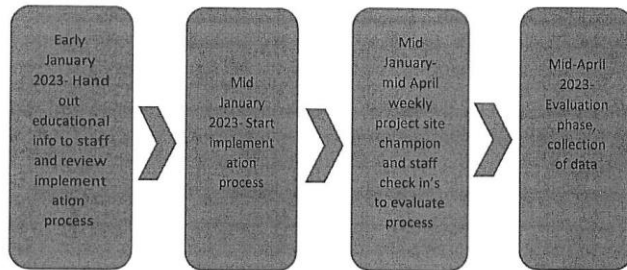 Early
January
2023- Hand
out
educational
info to staff
and review
implement
ation
process
Mid
January
2023- Start
implement
ation
process
Mid
January-
mid April
weekly
project site
champion
and staff
check in's
to evaluate
process
Mid-April
2023-
Evaluation
phase,
collection
of data